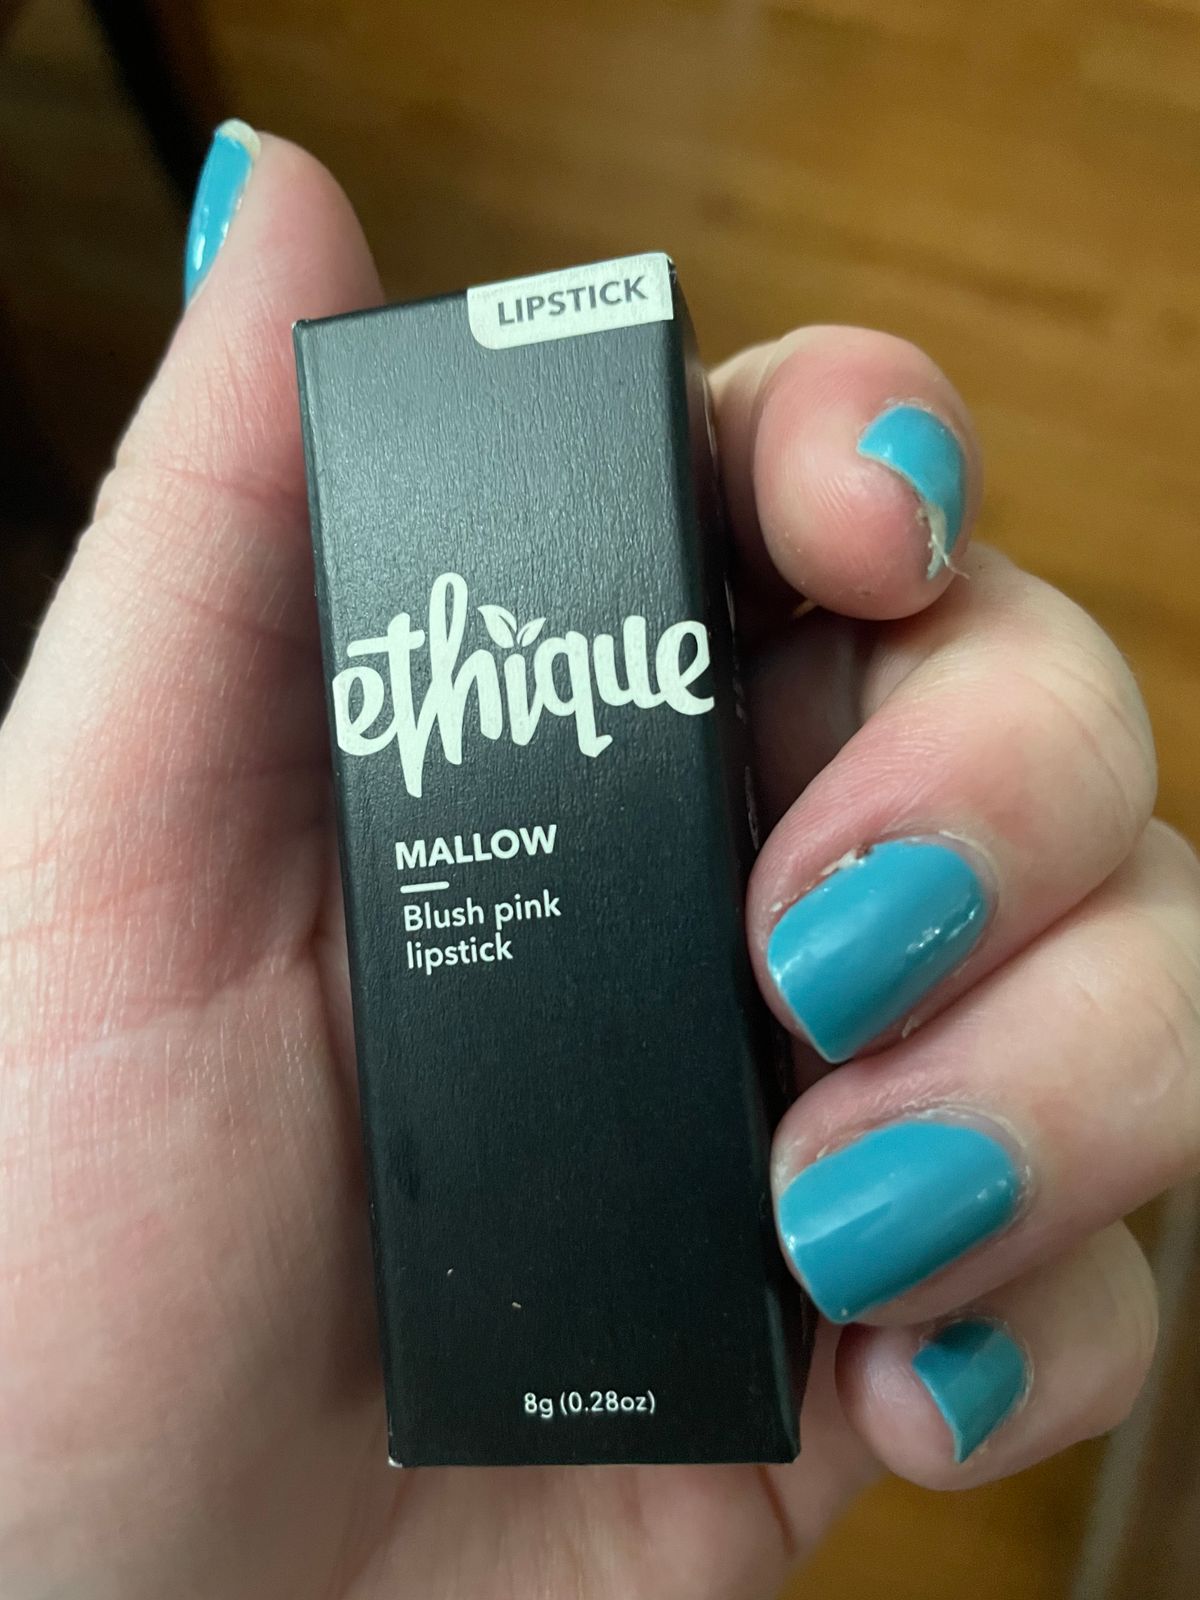 LIPSTICK
ethique
MALLOW
Blush pink
lipstick
8g (0.28oz)